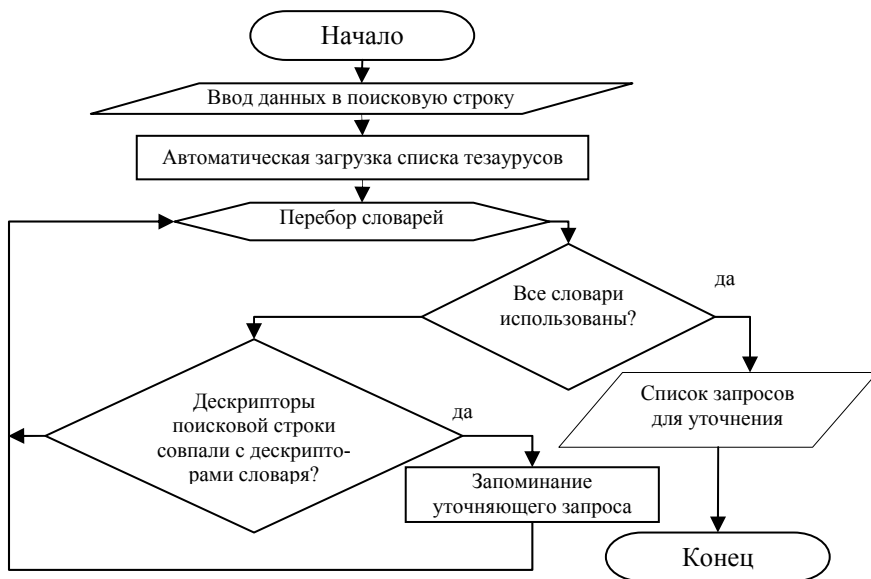 Начало
Ввод данных в поисковую строку
Автоматическая загрузка списка тезаурусов
Перебор словарей
да
Все словари
использованы?
Список запросов
для уточнения
Дескрипторы
поисковой строки
совпали с дескрипто-
рами словаря?
да
Запоминание
уточняющего запроса
Конец